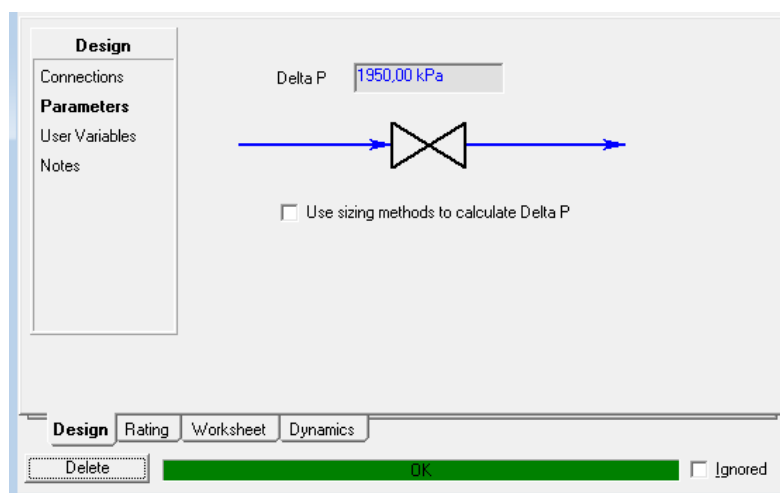 Design
Connections
Parameters
User Variables
Notes
Delta P 1950,00 kPa
Use sizing methods to calculate Delta P
Design Rating Worksheet Dynamics
Delete OK Ignored